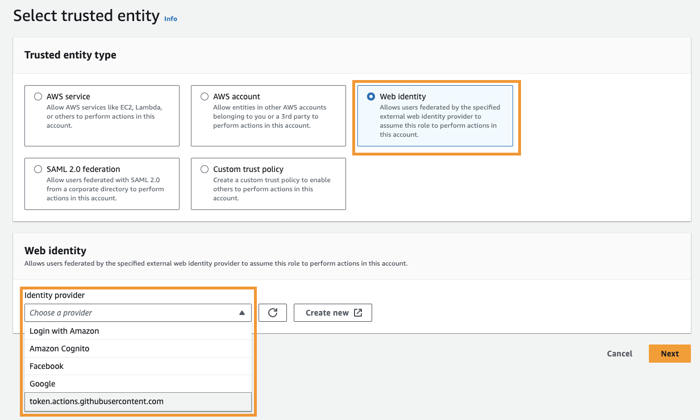 Select trusted entity Info
Trusted entity type
AWS service
Allow AWS services like EC2, Lambda,
or others to perform actions in this
account.
AWS account
Allow entities in other AWS accounts
belonging to you or a 3rd party to
perform actions in this account.
Web identity
Allows users federated by the specified
external web identity provider to
assume this role to perform actions in
this account.
SAML 2.0 federation
Allow users federated with SAML 2.0
from a corporate directory to perform
actions in this account.
Custom trust policy
Create a custom trust policy to enable
others to perform actions in this
account.
Web identity
Allows users federated by the specified external web identity provider to assume this role to perform actions in this account.
Identity provider
Choose a provider
Create new
Login with Amazon
Amazon Cognito
Facebook
Google
token.actions.githubusercontent.com
Cancel
Next